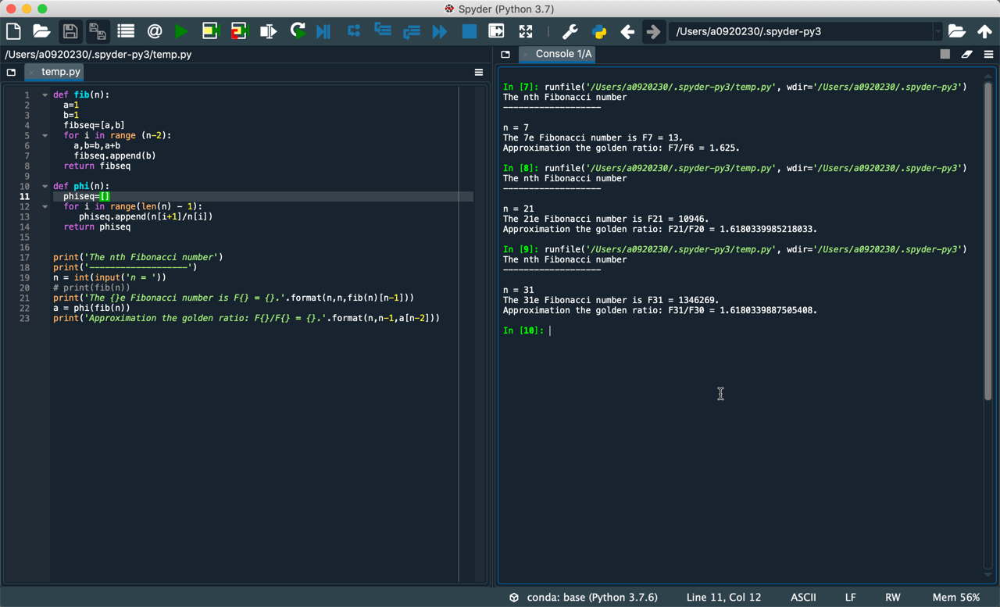 Spyder (Python 3.7)
/Users/a0920230/.spyder-py3
/Users/a0920230/.spyder-py3/temp.py
temp.py
1 def fib(n):
2 a=1
3 b=1
4 fibseq=[a,b]
5 for i in range (n-2):
6 a,b=b,a+b
7 fibseq.append(b)
8 return fibseq
9
10 def phi(n):
11 phiseq=[]
12 for i in range(len(n) - 1):
13 phiseq.append(n[i+1]/n[i])
14 return phiseq
15
16
17 print('The nth Fibonacci number')
18 print('-------------------')
19 n = int(input('n = '))
20 # print(fib(n))
21 print('The {}e Fibonacci number is F{} = {}.'.format(n,n,fib(n)[n-1]))
22 a = phi(fib(n))
23 print('Approximation the golden ratio: F{}/F{} = {}.'.format(n,n-1,a[n-2]))
Console 1/A
In [7]: runfile('/Users/a0920230/.spyder-py3/temp.py', wdir='/Users/a0920230/.spyder-py3')
The nth Fibonacci number
-------------------
n = 7
The 7e Fibonacci number is F7 = 13.
Approximation the golden ratio: F7/F6 = 1.625.
In [8]: runfile('/Users/a0920230/.spyder-py3/temp.py', wdir='/Users/a0920230/.spyder-py3')
The nth Fibonacci number
-------------------
n = 21
The 21e Fibonacci number is F21 = 10946.
Approximation the golden ratio: F21/F20 = 1.6180339985218033.
In [9]: runfile('/Users/a0920230/.spyder-py3/temp.py', wdir='/Users/a0920230/.spyder-py3')
The nth Fibonacci number
-------------------
n = 31
The 31e Fibonacci number is F31 = 1346269.
Approximation the golden ratio: F31/F30 = 1.6180339887505408.
In [10]:
conda: base (Python 3.7.6) Line 11, Col 12 ASCII LF RW Mem 56%